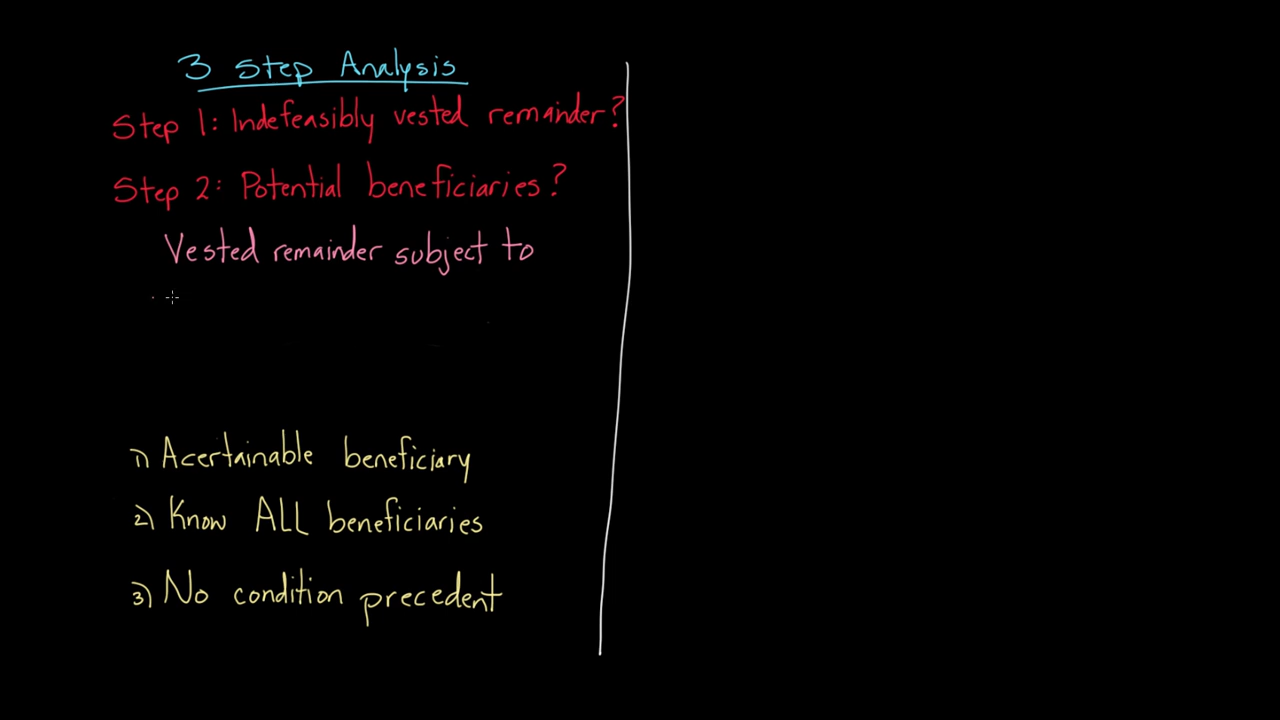 3 Step Analysis
Step 1: Indefeasibly vested remainder?
Step 2: Potential beneficiaries?
Vested remainder subject to
1) Acertainable beneficiary
2) Know ALL beneficiaries
3) No condition precedent